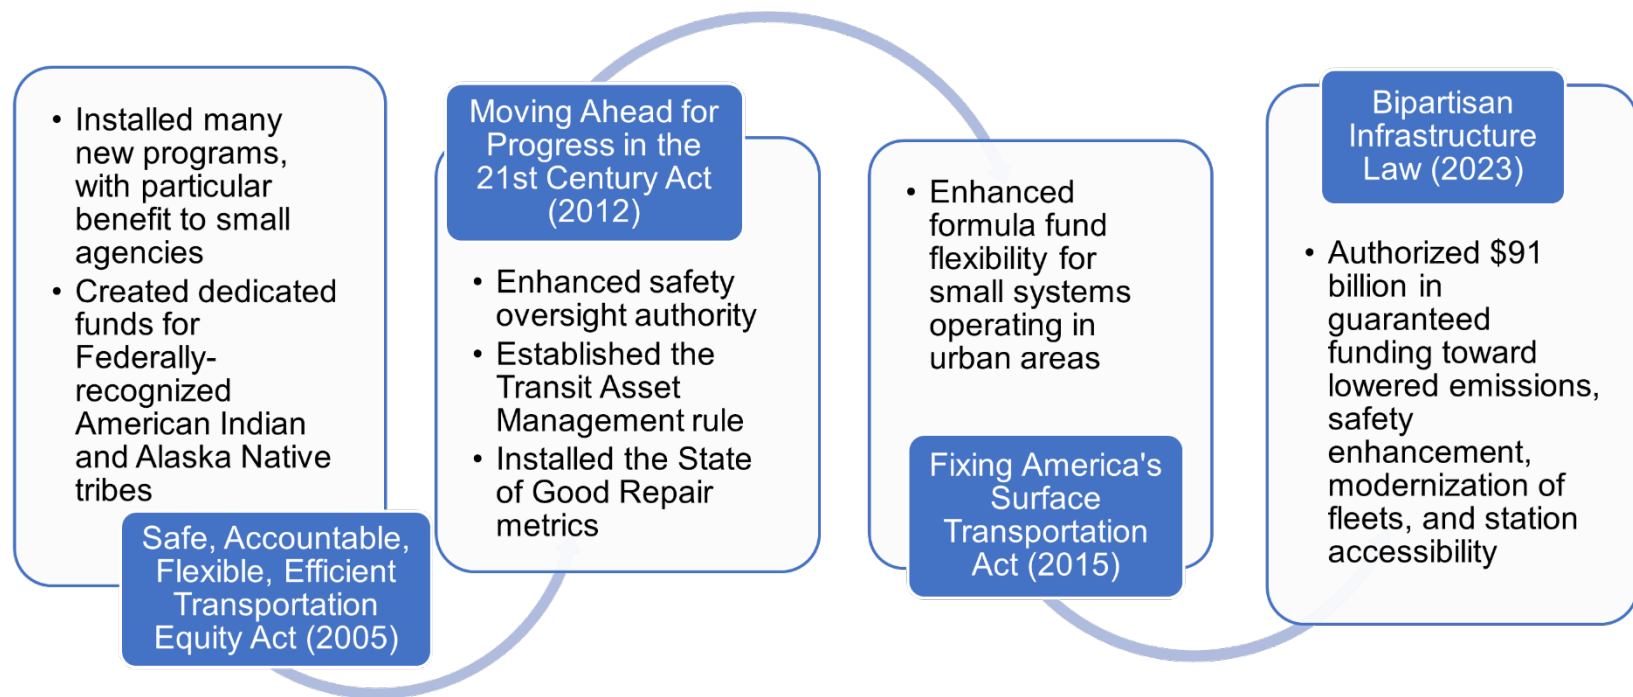 • Installed many
new programs,
with particular
benefit to small
agencies
• Created dedicated
funds for
Federally-
recognized
American Indian
and Alaska Native
tribes
Safe, Accountable,
Flexible, Efficient
Transportation
Equity Act (2005)
Moving Ahead for
Progress in the
21st Century Act
(2012)
• Enhanced safety
oversight authority
• Established the
Transit Asset
Management rule
• Installed the State
of Good Repair
metrics
• Enhanced
formula fund
flexibility for
small systems
operating in
urban areas
Fixing America's
Surface
Transportation
Act (2015)
Bipartisan
Infrastructure
Law (2023)
• Authorized $91
billion in
guaranteed
funding toward
lowered emissions,
safety
enhancement,
modernization of
fleets, and station
accessibility